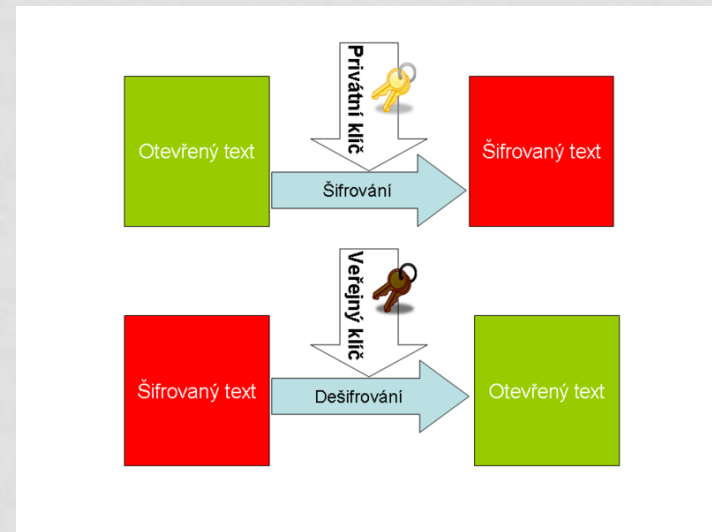 Privátní klíč
Otevřený text
Šifrovaný text
Šifrování
Veřejný klíč
Šifrovaný text
Dešifrování
Otevřený text